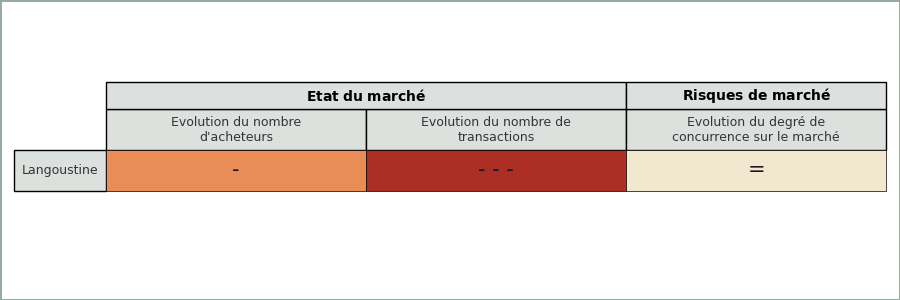 Etat du marché
Risques de marché
Evolution du nombre
d'acheteurs
Evolution du nombre de
transactions
Evolution du degré de
concurrence sur le marché
Langoustine
-
- - -
=